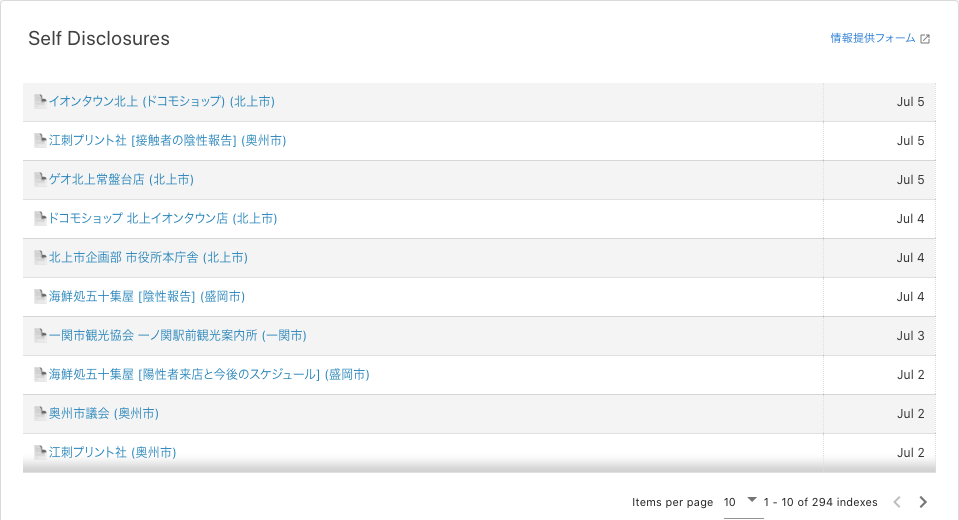 Self Disclosures
情報提供フォーム
イオンタウン北上 (ドコモショップ) (北上市) Jul 5
江刺プリント社 [接触者の陰性報告] (奥州市) Jul 5
ゲオ北上常盤台店 (北上市) Jul 5
ドコモショップ 北上イオンタウン店 (北上市) Jul 4
北上市企画部 市役所本庁舎 (北上市) Jul 4
海鮮処五十集屋 [陰性報告] (盛岡市) Jul 4
一関市観光協会 一ノ関駅前観光案内所 (一関市) Jul 3
海鮮処五十集屋 [陽性者来店と今後のスケジュール] (盛岡市) Jul 2
奥州市議会 (奥州市) Jul 2
江刺プリント社 (奥州市) Jul 2
Items per page 10 1 - 10 of 294 indexes